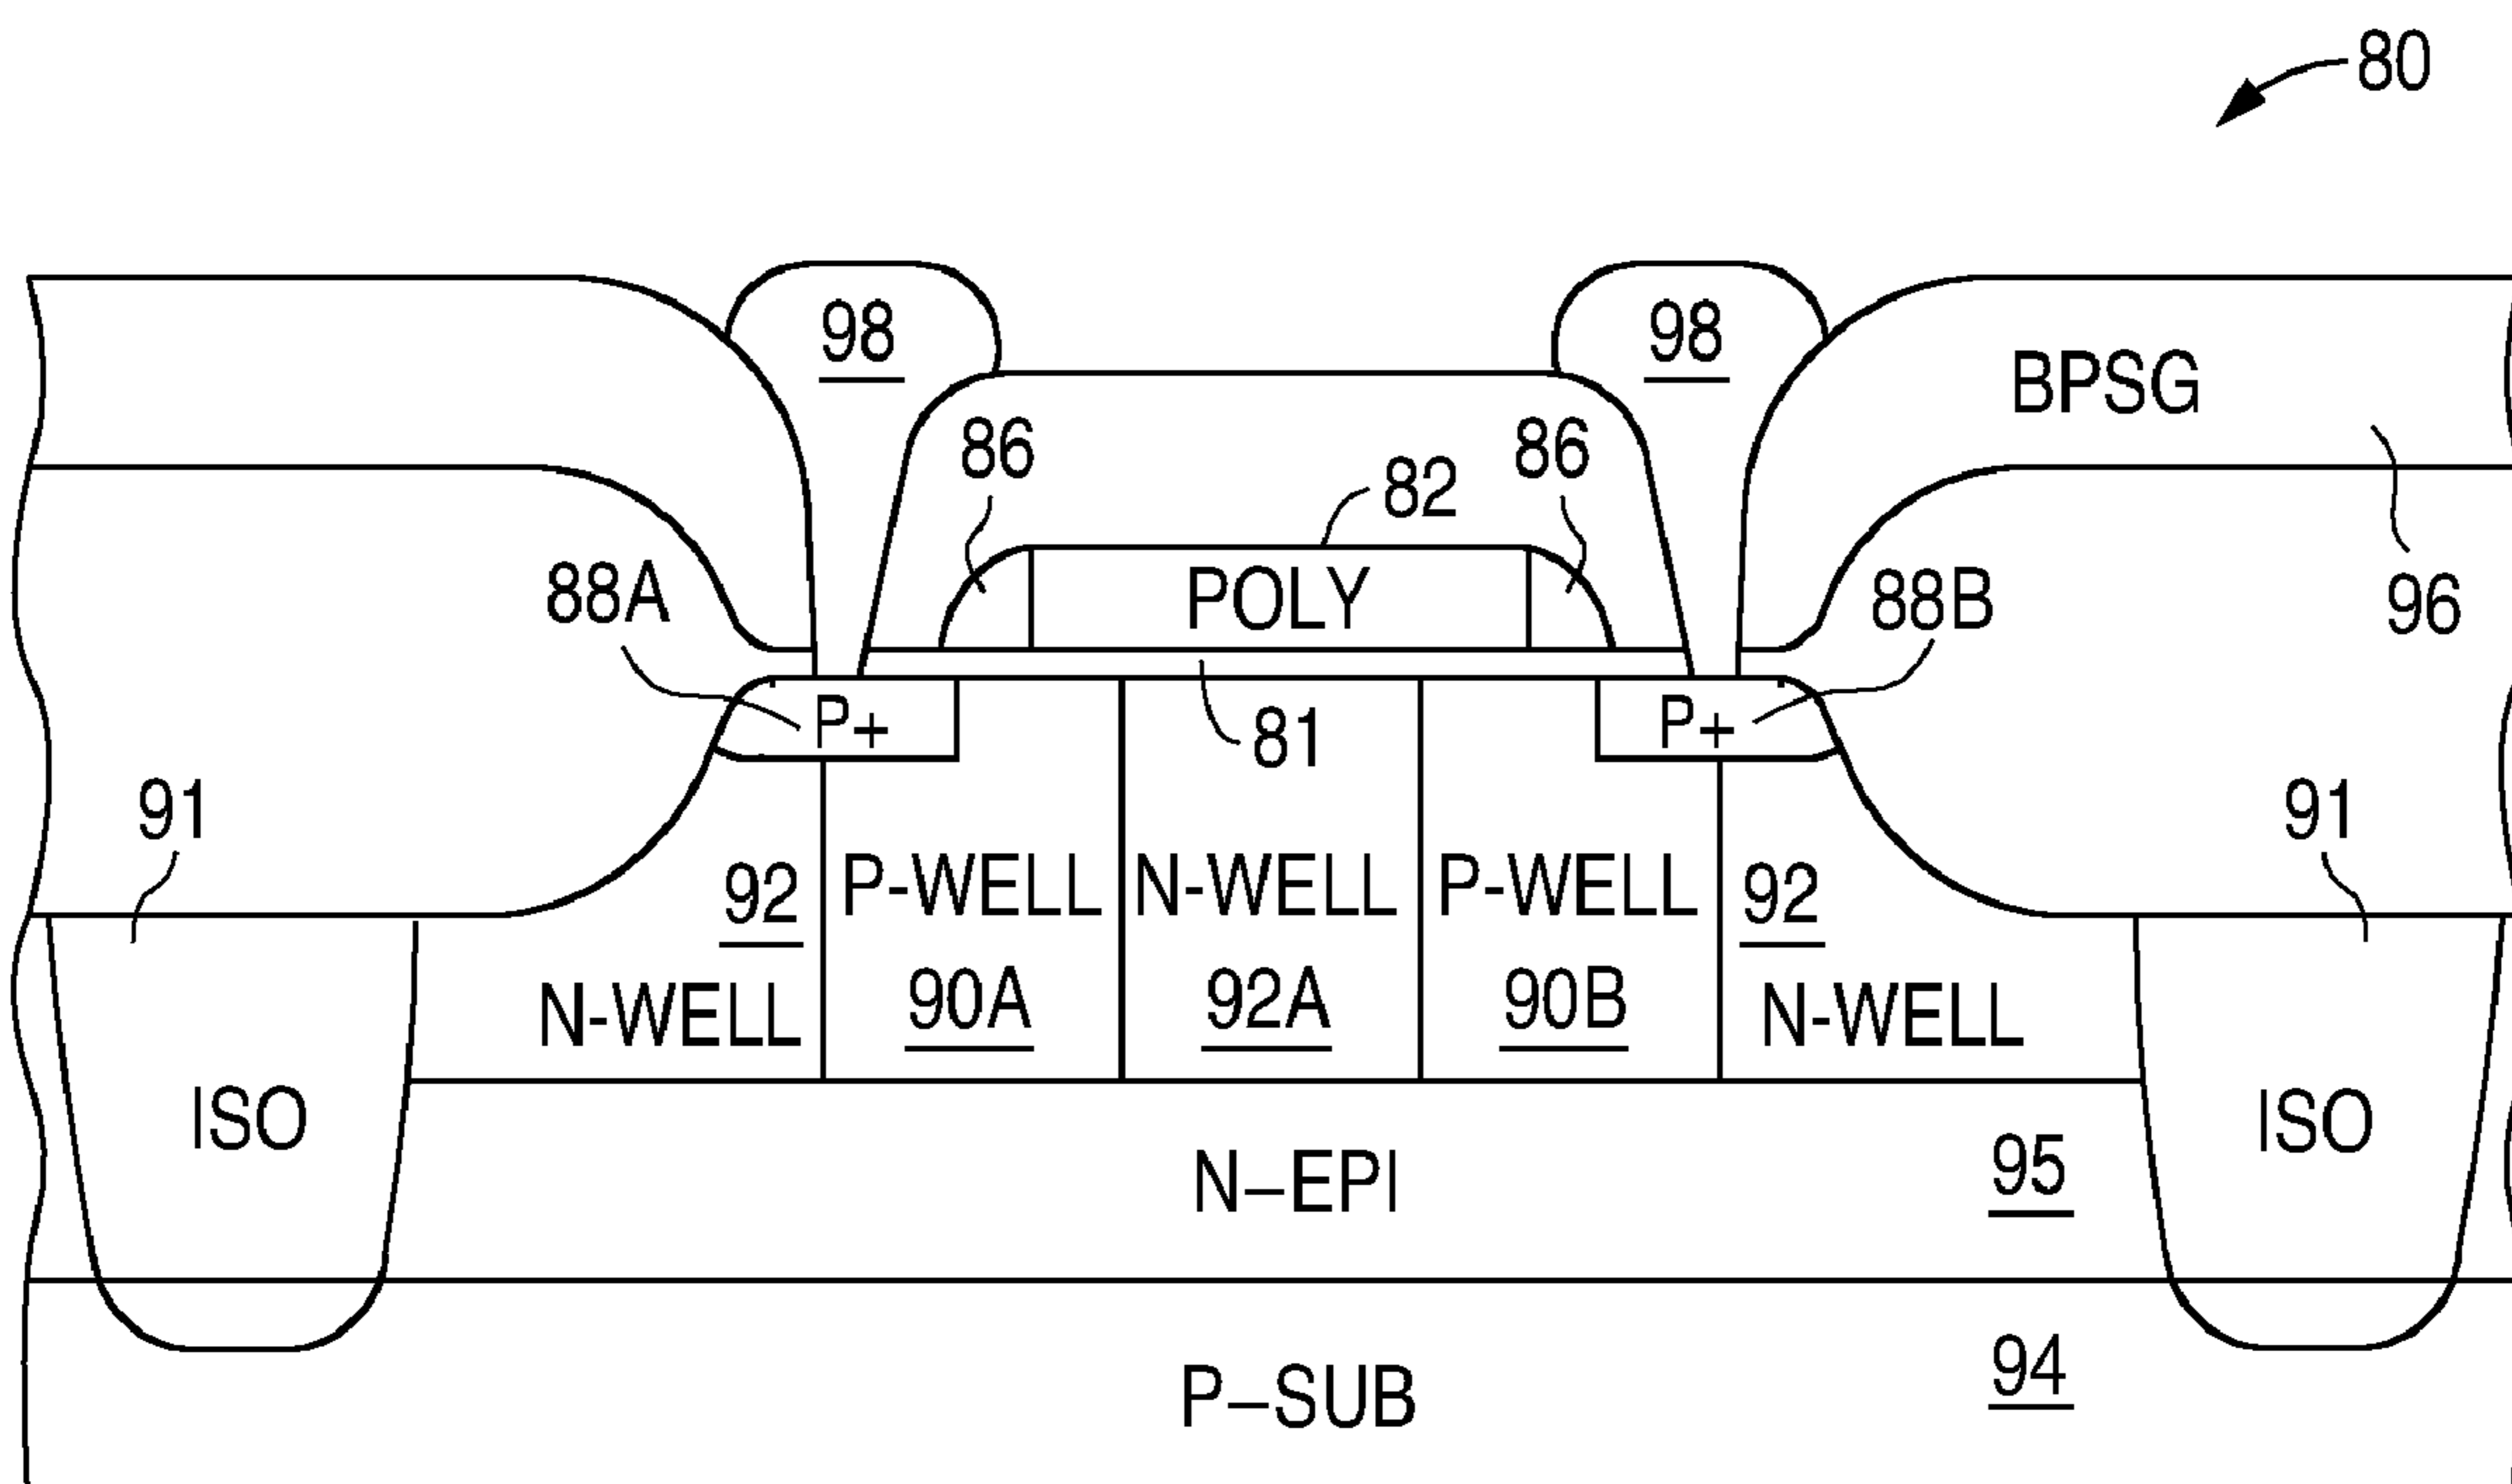 80
98 98
BPSG
86 82 86
88A POLY 88B 96
P+ 81 P+
91 91
92 P-WELL N-WELL P-WELL 92
N-WELL 90A 92A 90B N-WELL
ISO ISO
N–EPI 95
P–SUB 94